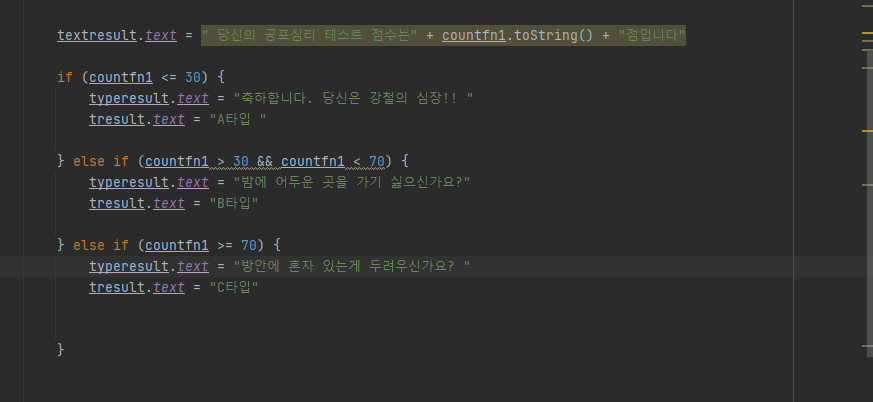 textresult.text = " 당신의 공포심리 테스트 점수는" + countfn1.toString() + "점입니다"
if (countfn1 <= 30) {
typeresult.text = "축하합니다. 당신은 강철의 심장!! "
tresult.text = "A타입 "
} else if (countfn1 > 30 && countfn1 < 70) {
typeresult.text = "밤에 어두운 곳을 가기 싫으신가요?"
tresult.text = "B타입"
} else if (countfn1 >= 70) {
typeresult.text = "방안에 혼자 있는게 두려우신가요? "
tresult.text = "C타입"
}